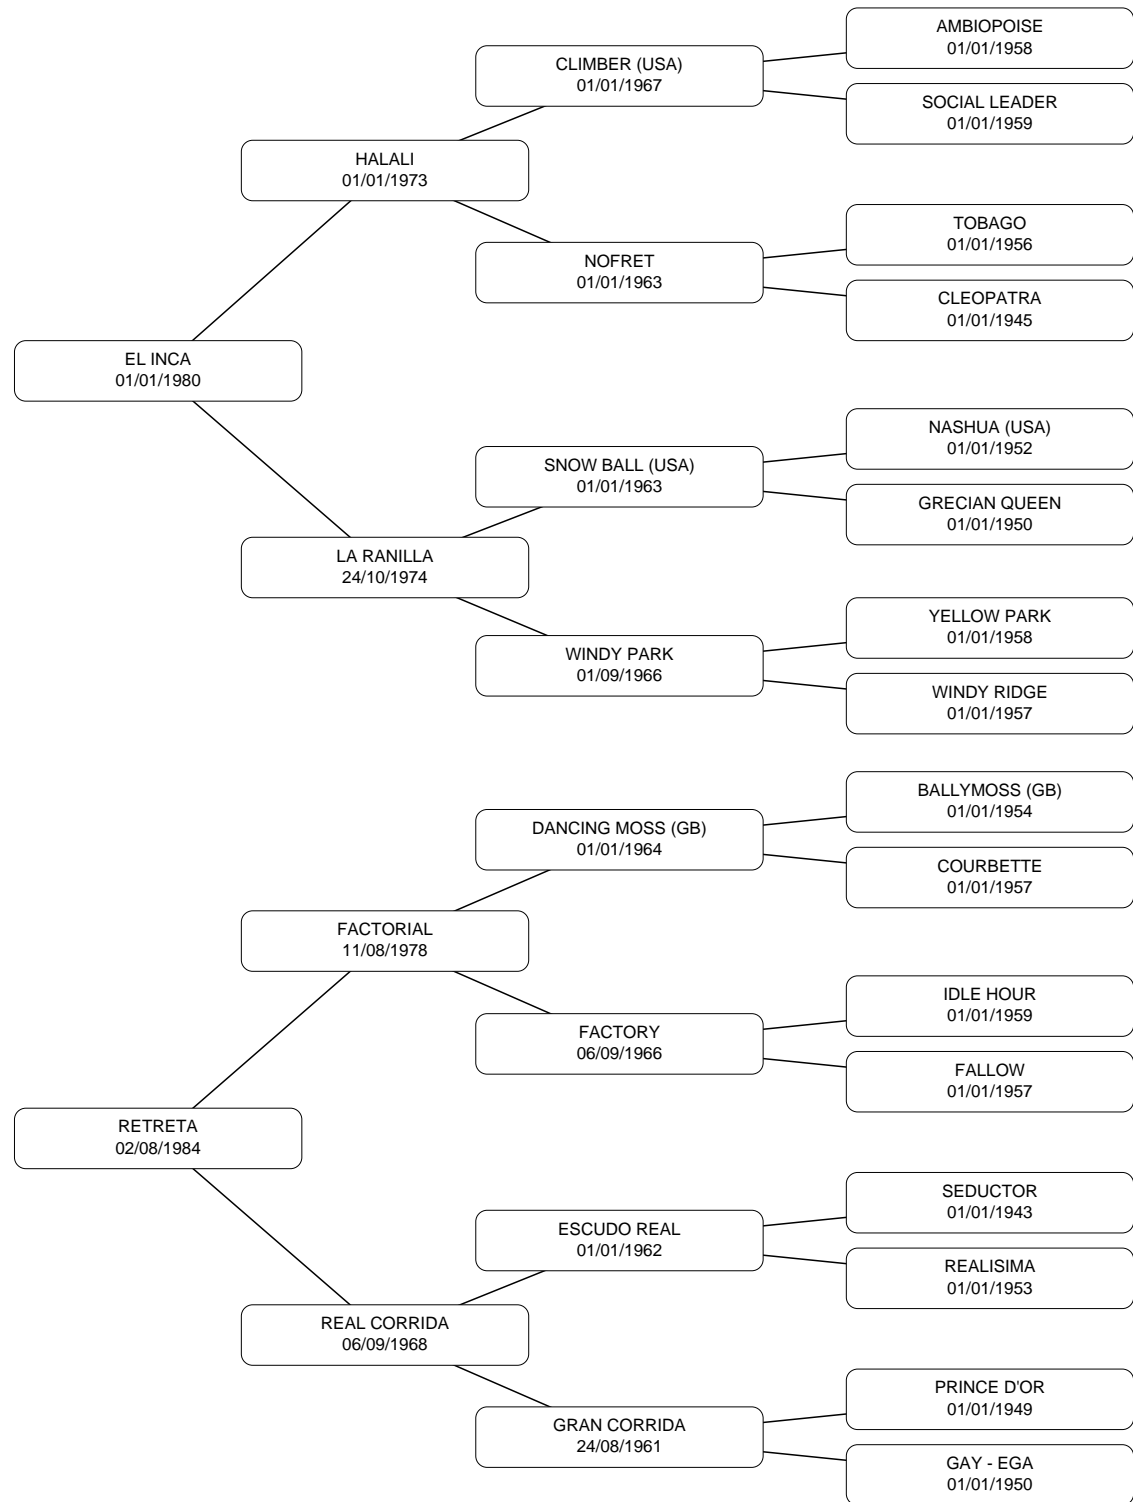 AMBIOPOISE
01/01/1958
CLIMBER (USA)
01/01/1967
SOCIAL LEADER
01/01/1959
HALALI
01/01/1973
TOBAGO
01/01/1956
NOFRET
01/01/1963
CLEOPATRA
01/01/1945
EL INCA
01/01/1980
NASHUA (USA)
01/01/1952
SNOW BALL (USA)
01/01/1963
GRECIAN QUEEN
01/01/1950
LA RANILLA
24/10/1974
YELLOW PARK
01/01/1958
WINDY PARK
01/09/1966
WINDY RIDGE
01/01/1957
BALLYMOSS (GB)
01/01/1954
DANCING MOSS (GB)
01/01/1964
COURBETTE
01/01/1957
FACTORIAL
11/08/1978
IDLE HOUR
01/01/1959
FACTORY
06/09/1966
FALLOW
01/01/1957
RETRETA
02/08/1984
SEDUCTOR
01/01/1943
ESCUDO REAL
01/01/1962
REALISIMA
01/01/1953
REAL CORRIDA
06/09/1968
PRINCE D'OR
01/01/1949
GRAN CORRIDA
24/08/1961
GAY - EGA
01/01/1950